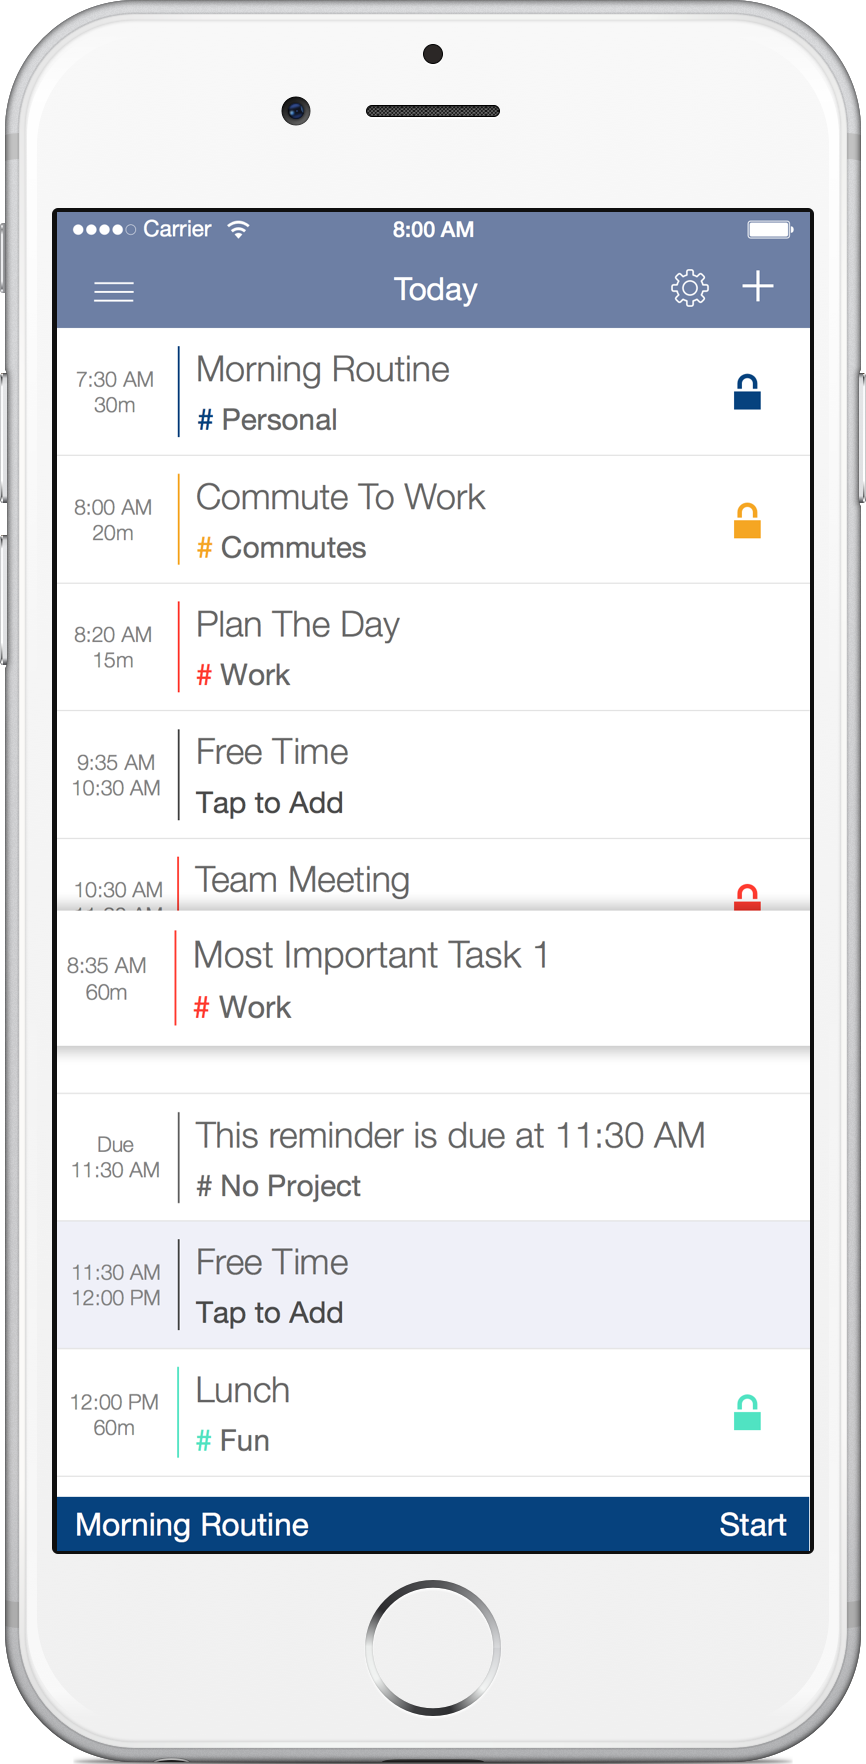 Carrier 8:00 AM
Today
7:30 AM
30m
Morning Routine
# Personal
8:00 AM
20m
Commute To Work
# Commutes
8:20 AM
15m
Plan The Day
# Work
9:35 AM
10:30 AM
Free Time
Tap to Add
10:30 AM
Team Meeting
8:35 AM
60m
Most Important Task 1
# Work
Due
11:30 AM
This reminder is due at 11:30 AM
# No Project
11:30 AM
12:00 PM
Free Time
Tap to Add
12:00 PM
60m
Lunch
# Fun
Morning Routine Start